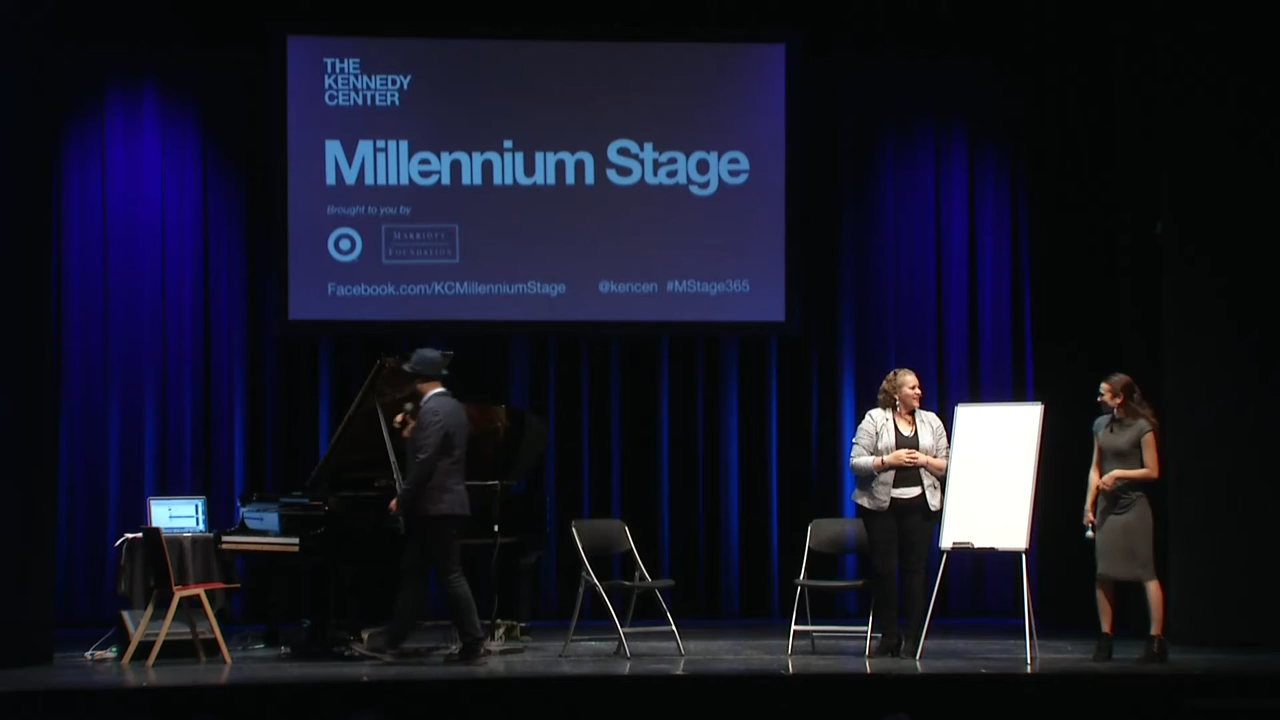 THE
KENNEDY
CENTER
Millennium Stage
Brought to you by
MARRIOTT
FOUNDATION
Facebook.com/KCMillenniumStage @kencen #MStage365